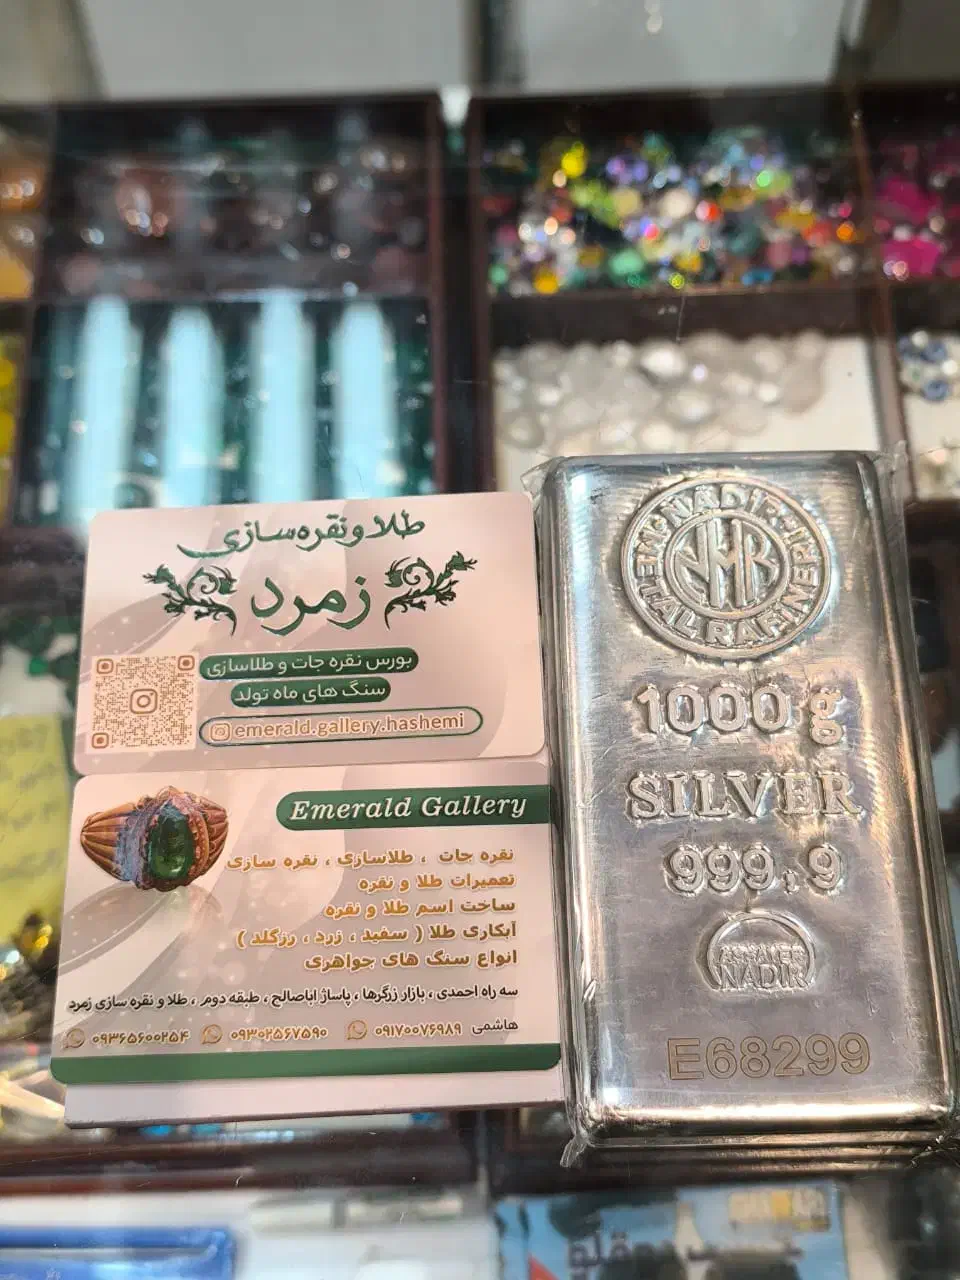 طلا و نقره‌سازی
زمرد
بورس نقره جات و طلاسازی
سنگ های ماه تولد
emerald.gallery.hashemi
Emerald Gallery
نقره جات ، طلاسازی ، نقره سازی
تعمیرات طلا و نقره
ساخت اسم طلا و نقره
آبکاری طلا ( سفید ، زرد ، رزگلد )
انواع سنگ های جواهری
سه راه احمدی ، بازار زرگرها ، پاساژ اباصالح ، طبقه دوم ، طلا و نقره سازی زمرد
هاشمی ۰۹۱۷۰۰۷۶۹۸۹ ۰۹۳۰۲۵۶۷۵۹۰ ۰۹۳۶۵۶۰۰۲۵۴
NADIR METAL RAFINERI
NMR
1000 g
SILVER
999.9
NADIR
E68299